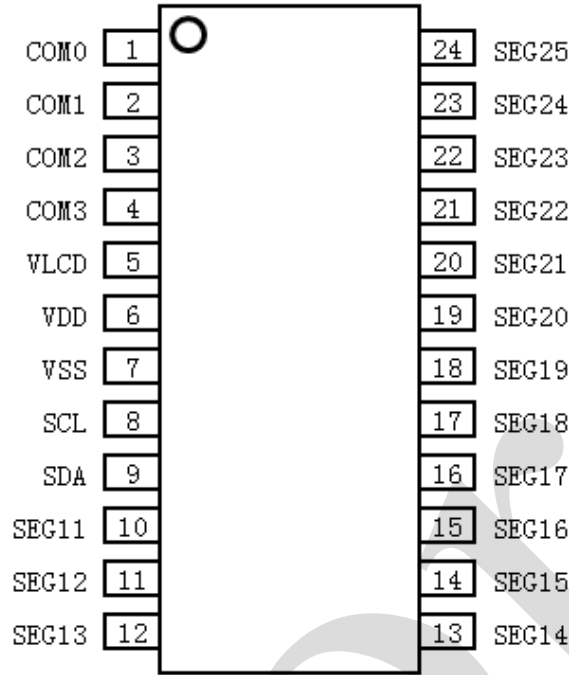 COM0 1 24 SEG25
COM1 2 23 SEG24
COM2 3 22 SEG23
COM3 4 21 SEG22
VLCD 5 20 SEG21
VDD 6 19 SEG20
VSS 7 18 SEG19
SCL 8 17 SEG18
SDA 9 16 SEG17
SEG11 10 15 SEG16
SEG12 11 14 SEG15
SEG13 12 13 SEG14